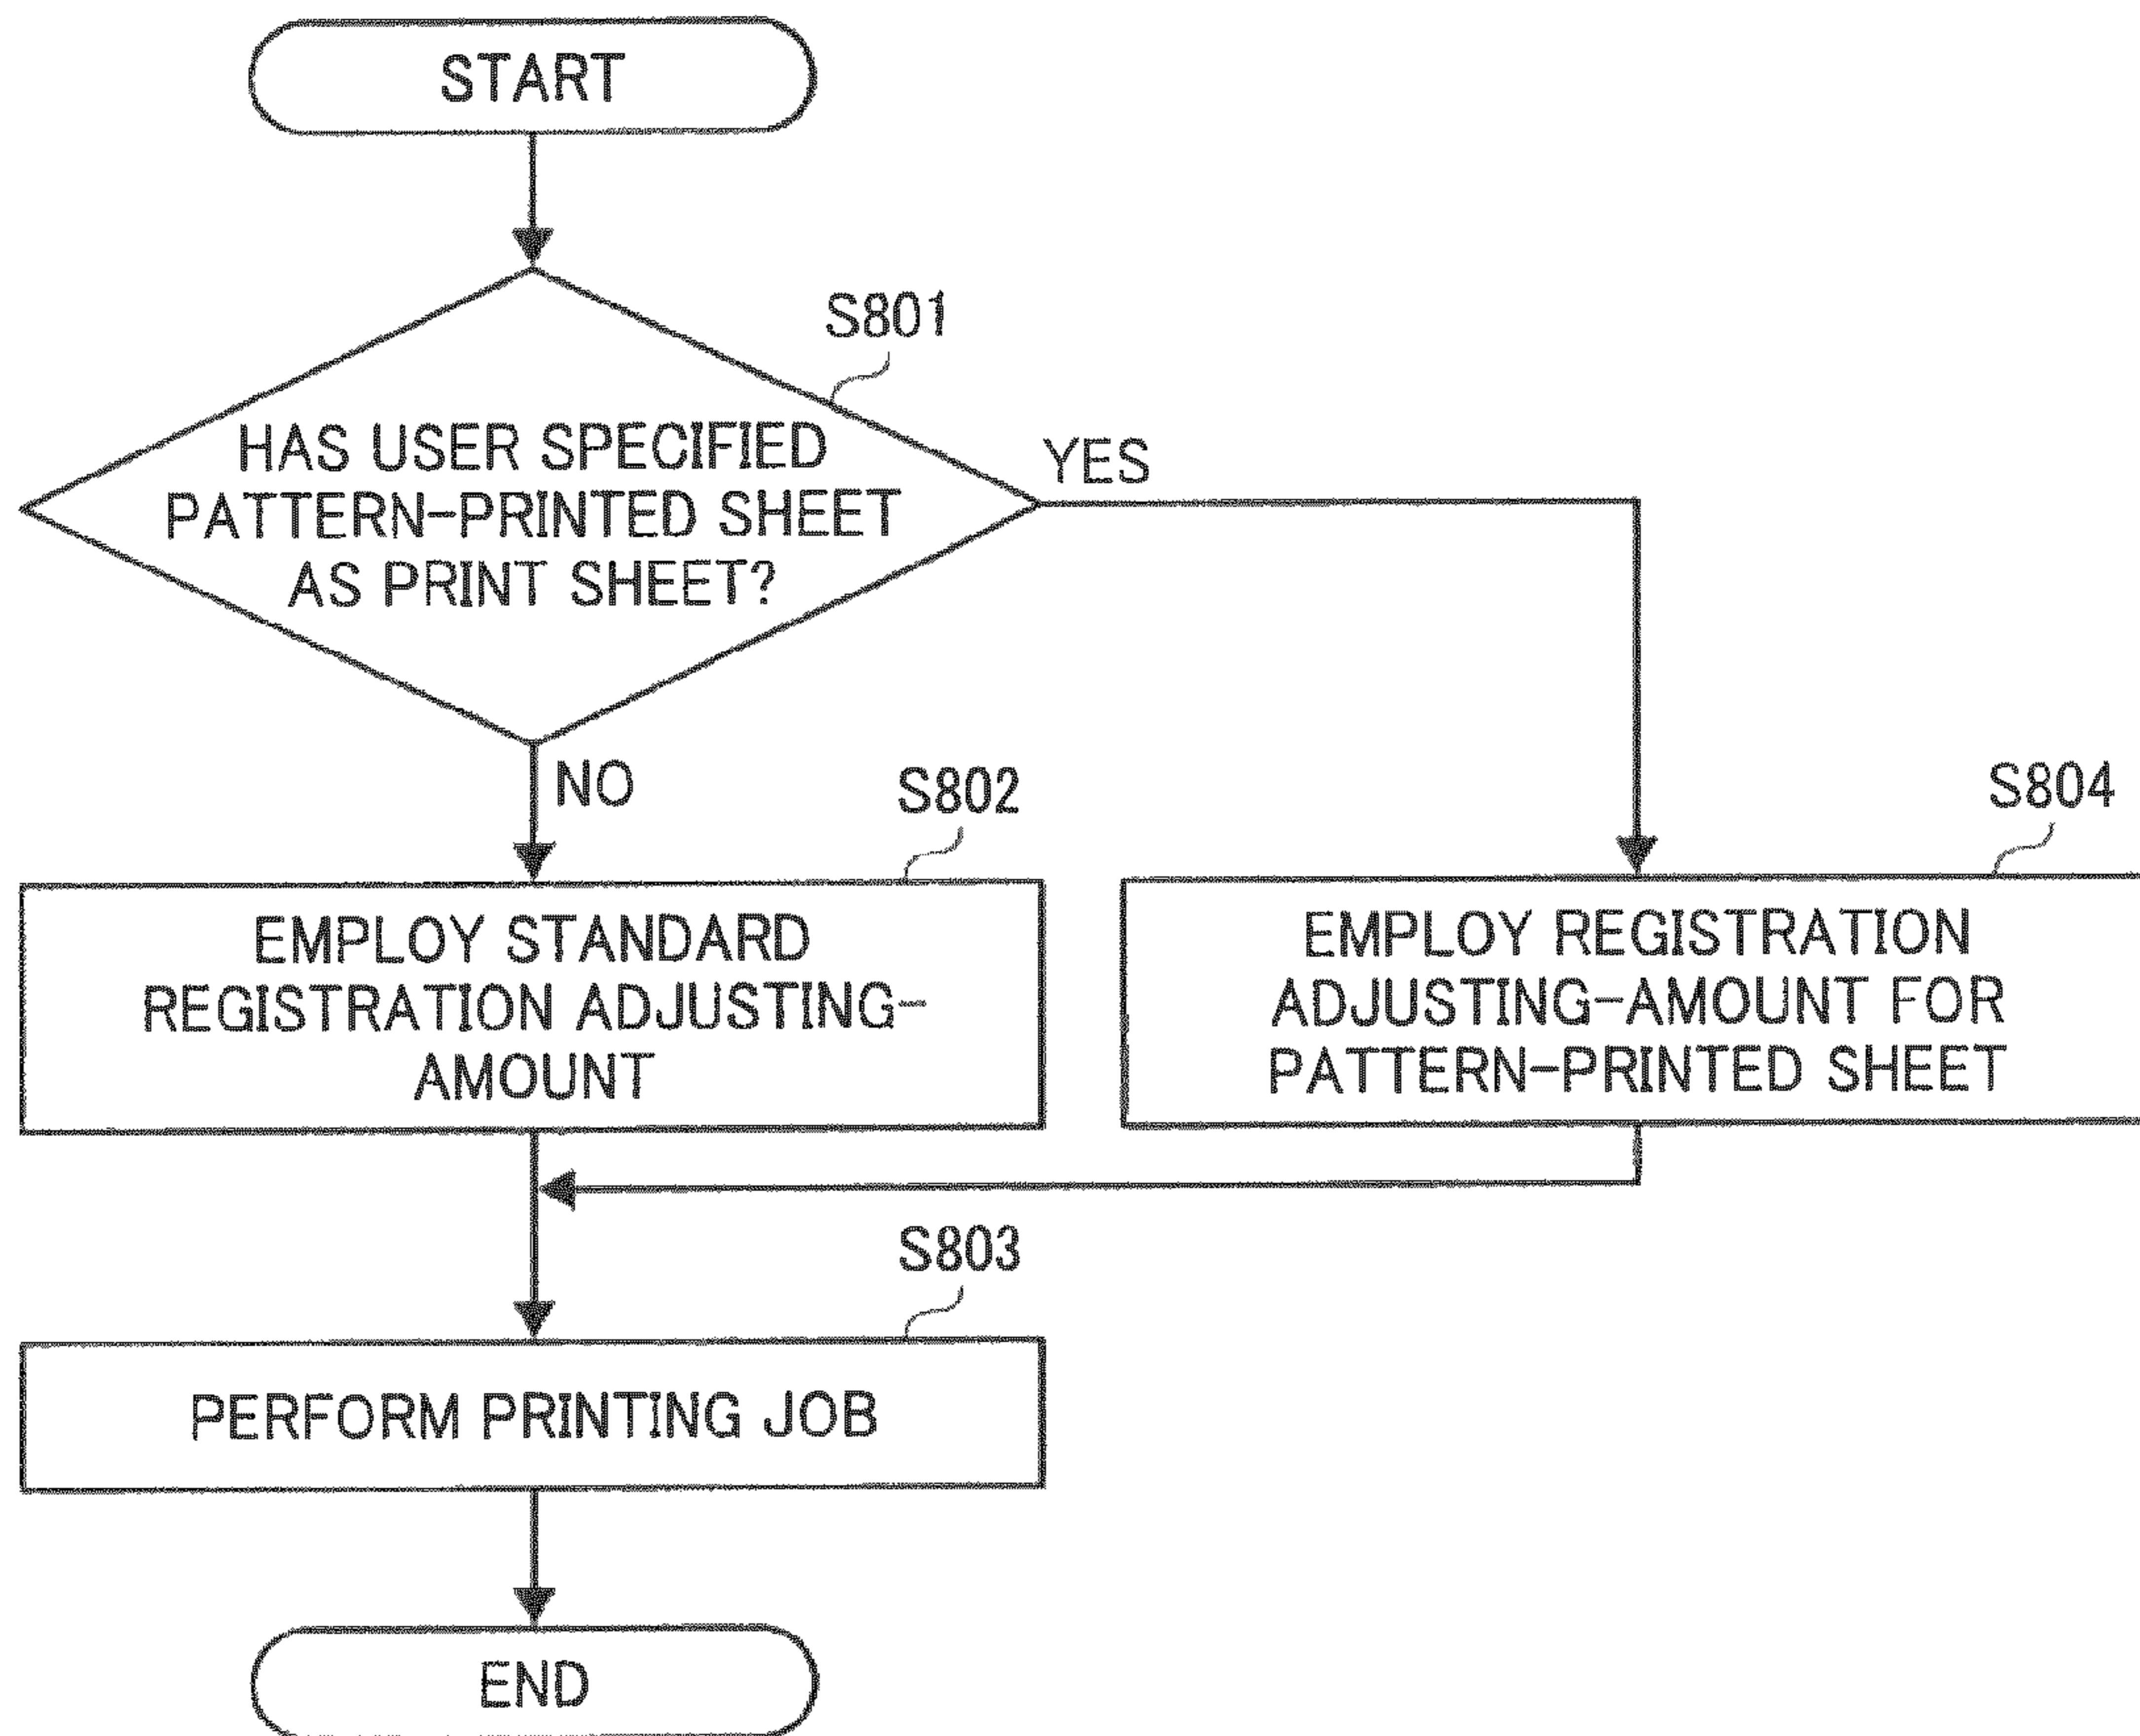 START
S801
HAS USER SPECIFIED
PATTERN-PRINTED SHEET
AS PRINT SHEET?
YES
NO
S802
EMPLOY STANDARD
REGISTRATION ADJUSTING-
AMOUNT
S804
EMPLOY REGISTRATION
ADJUSTING-AMOUNT FOR
PATTERN-PRINTED SHEET
S803
PERFORM PRINTING JOB
END